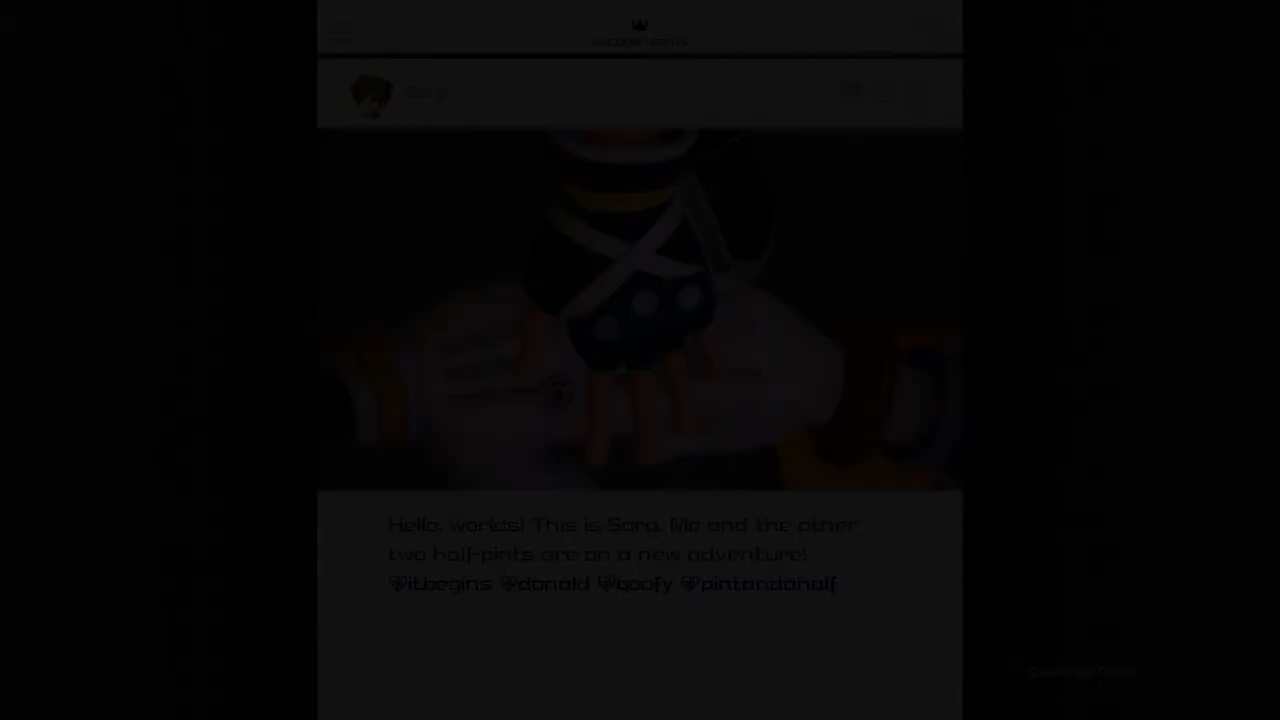 Sora
Hello, worlds! This is Sora. Me and the other
two half-pints are on a new adventure!
itbegins donald goofy pintandahalf